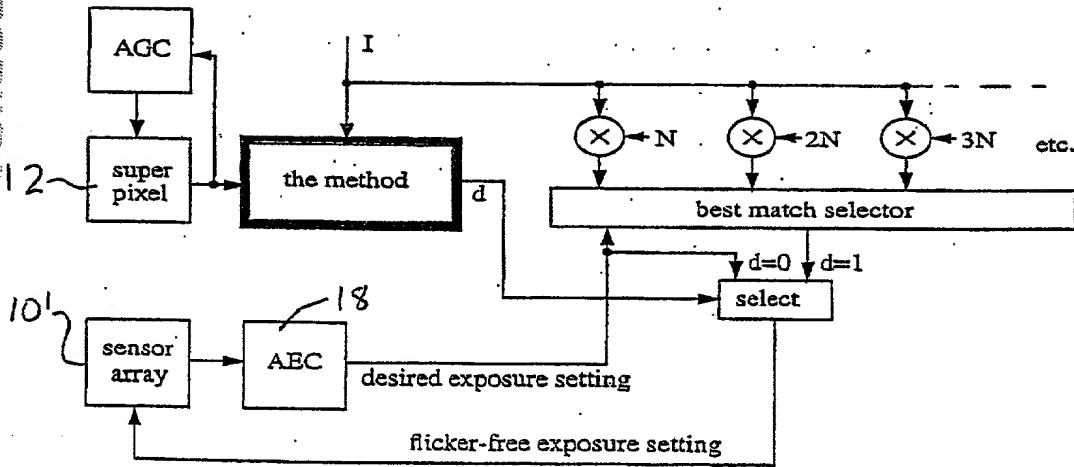 AGC
I
N
2N
3N
etc.
12
super
pixel
the method
d
best match selector
d=0
d=1
select
10'
18
sensor
array
AEC
desired exposure setting
flicker-free exposure setting